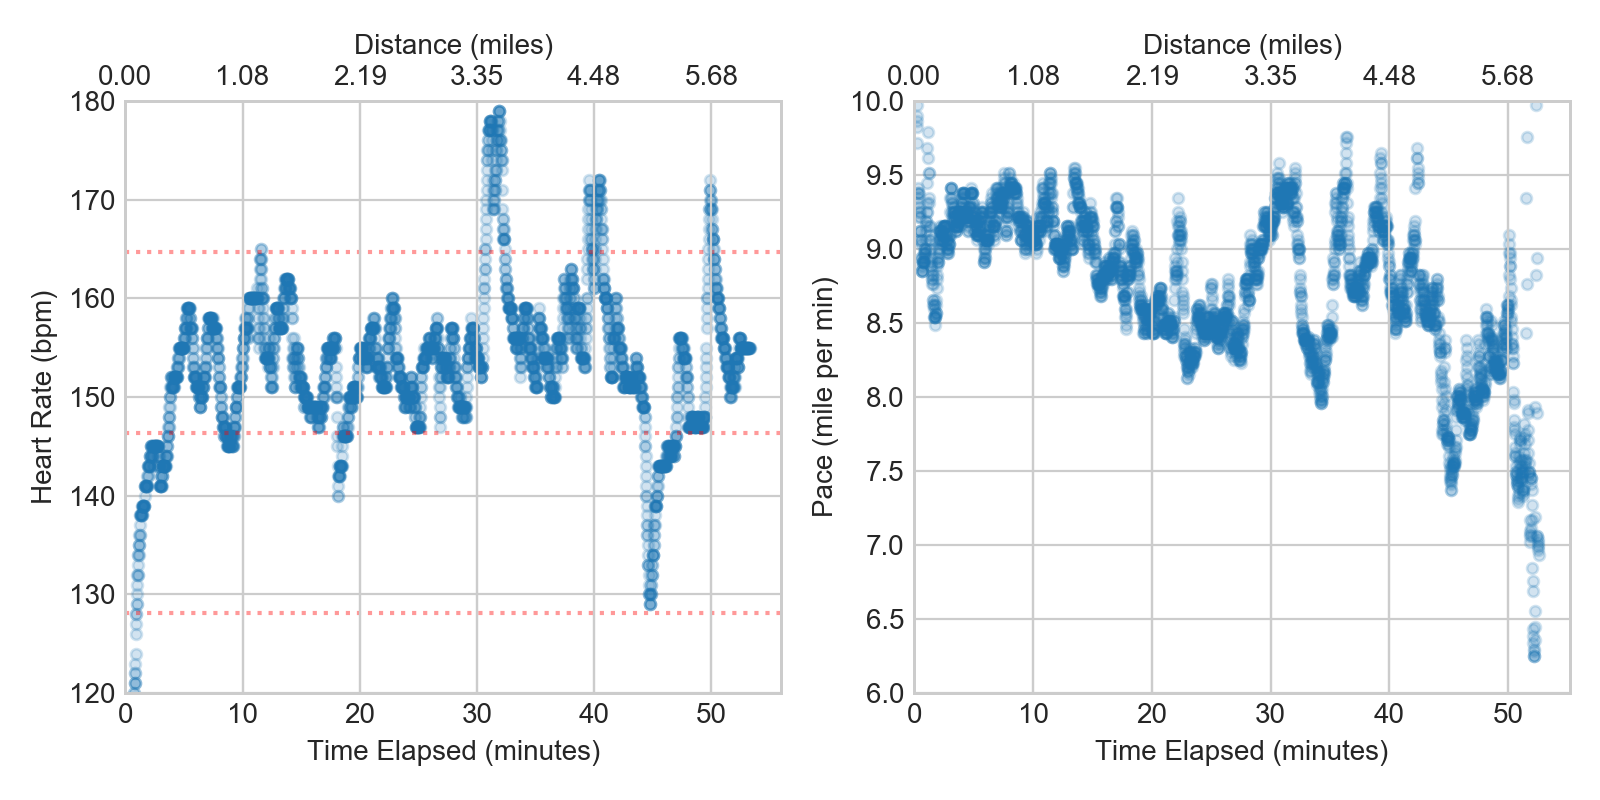 Distance (miles)
0.00 1.08 2.19 3.35 4.48 5.68
180
170
160
150
140
130
120
Heart Rate (bpm)
0 10 20 30 40 50
Time Elapsed (minutes)
Distance (miles)
0.00 1.08 2.19 3.35 4.48 5.68
10.0
9.5
9.0
8.5
8.0
7.5
7.0
6.5
6.0
Pace (mile per min)
0 10 20 30 40 50
Time Elapsed (minutes)